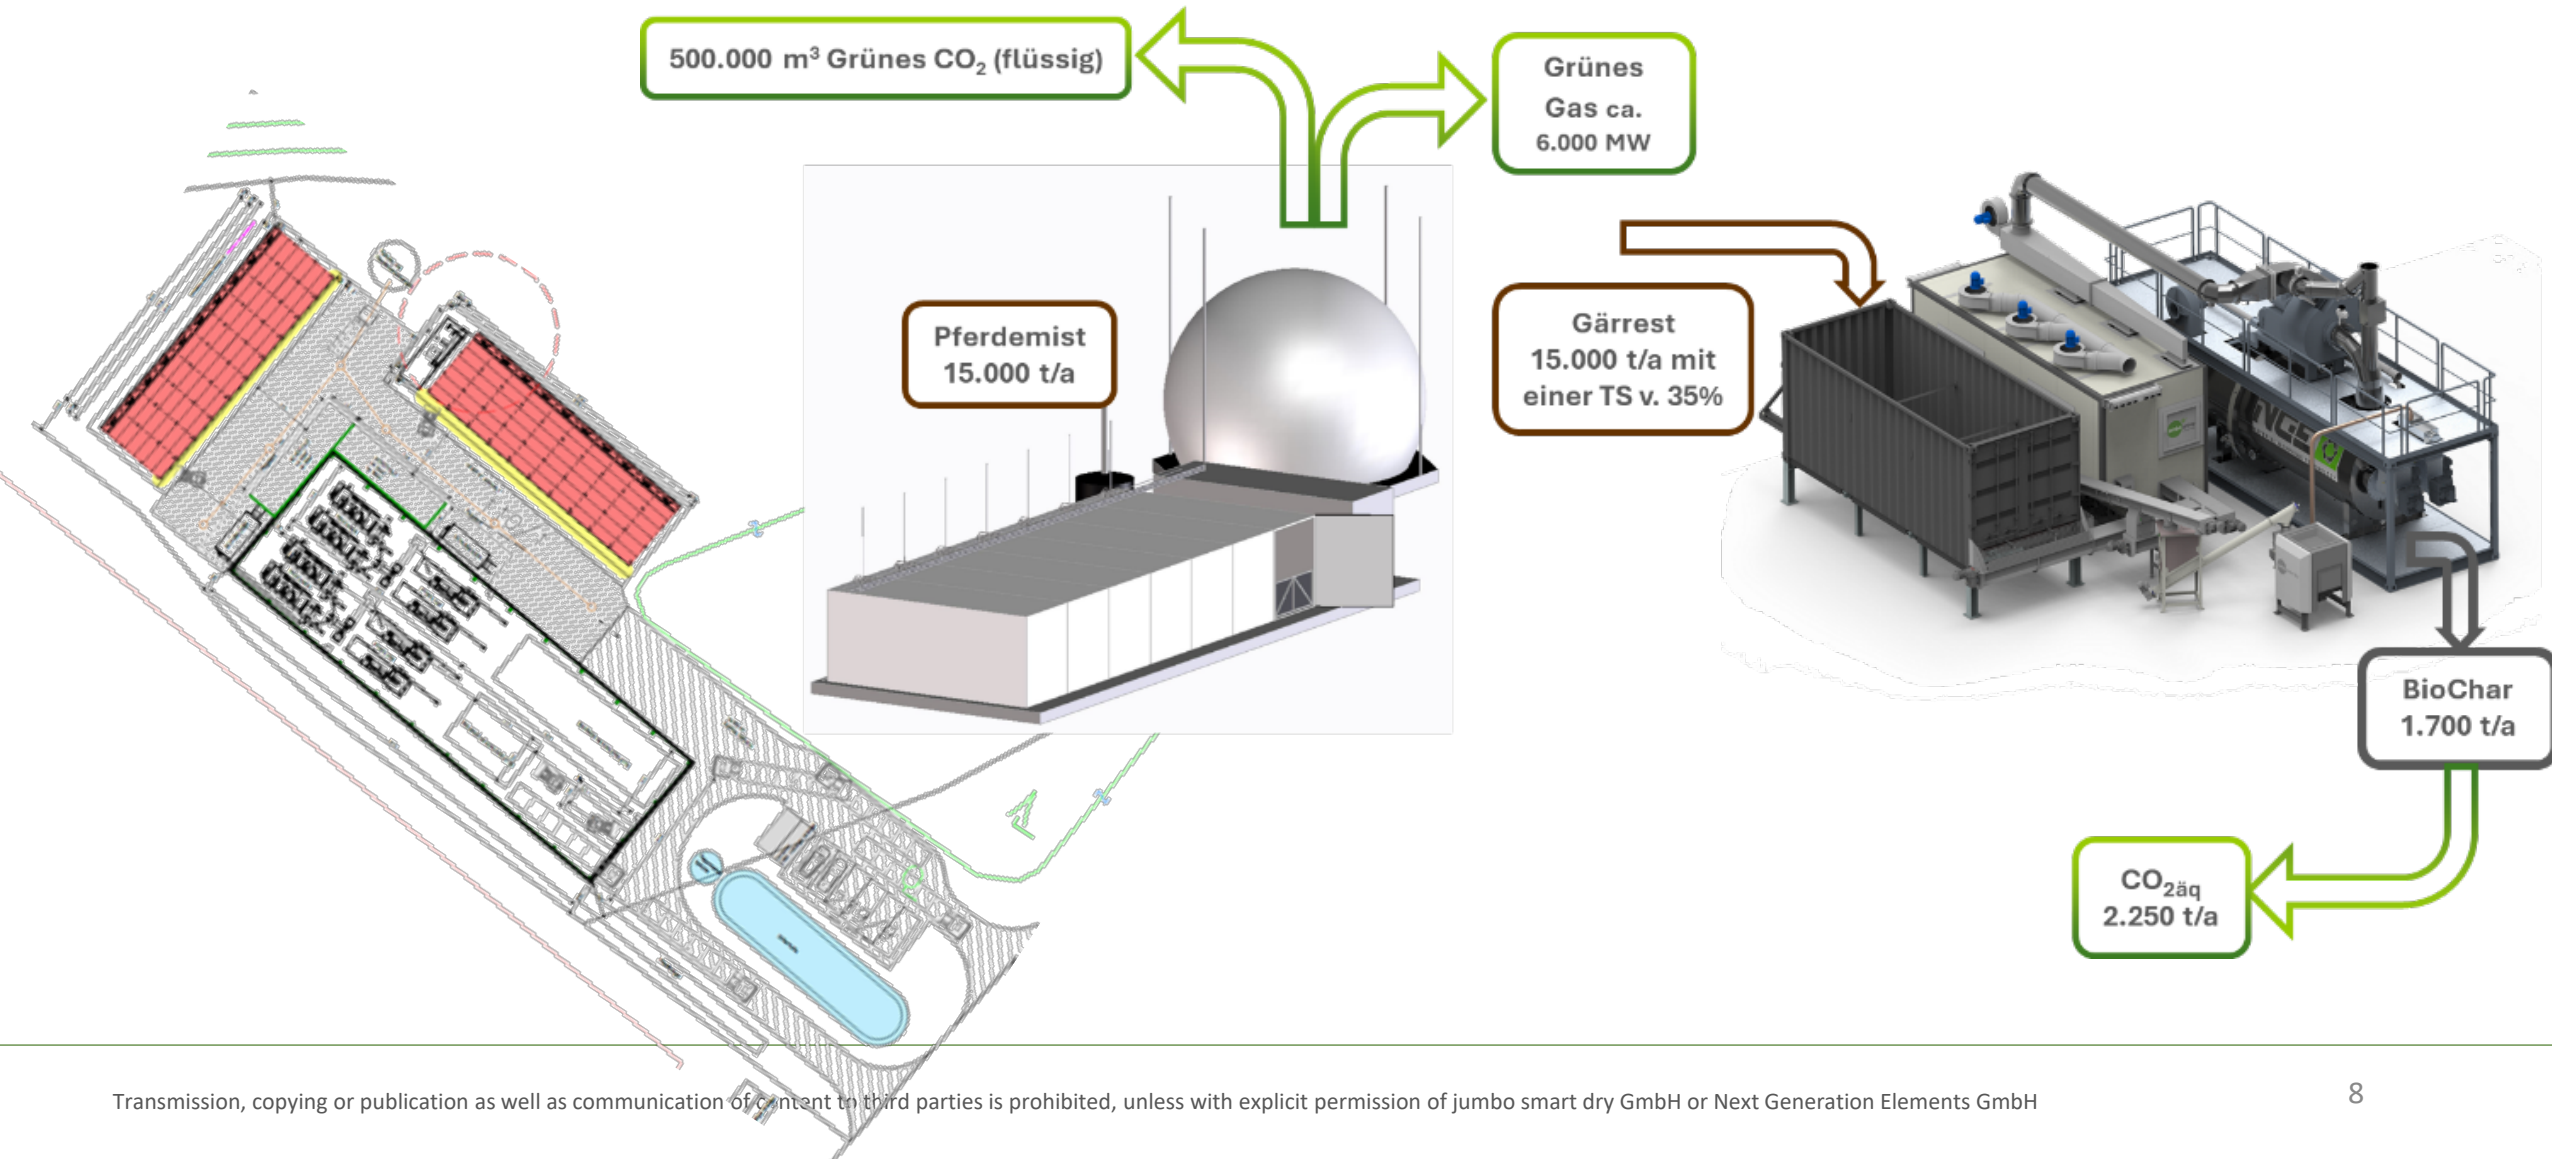 500.000 m³ Grünes CO₂ (flüssig)
Grünes
Gas ca.
6.000 MW
Pferdemist
15.000 t/a
Gärrest
15.000 t/a mit
einer TS v. 35%
NGE
BioChar
1.700 t/a
CO₂äq
2.250 t/a
Transmission, copying or publication as well as communication of content to third parties is prohibited, unless with explicit permission of jumbo smart dry GmbH or Next Generation Elements GmbH
8